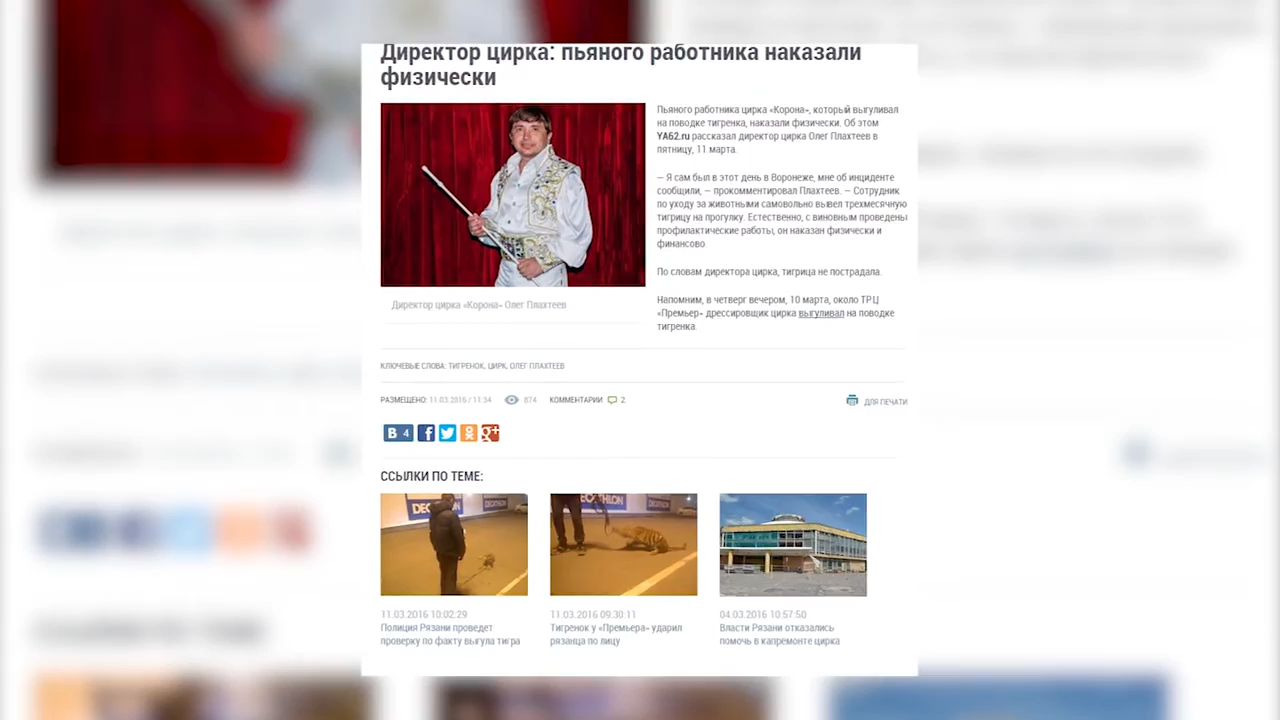 Директор цирка: пьяного работника наказали
физически
Пьяного работника цирка «Корона», который выгуливал
на поводке тигренка, наказали физически. Об этом
YA62.ru рассказал директор цирка Олег Плахтеев в
пятницу, 11 марта.
— Я сам был в этот день в Воронеже, мне об инциденте
сообщили, — прокомментировал Плахтеев. — Сотрудник
по уходу за животными самовольно вывел трехмесячную
тигрицу на прогулку. Естественно, с виновным проведены
профилактические работы, он наказан физически и
финансово.
По словам директора цирка, тигрица не пострадала.
Напомним, в четверг вечером, 10 марта, около ТРЦ
«Премьер» дрессировщик цирка выгуливал на поводке
тигренка.
Директор цирка «Корона» Олег Плахтеев
КЛЮЧЕВЫЕ СЛОВА: ТИГРЕНОК, ЦИРК, ОЛЕГ ПЛАХТЕЕВ
РАЗМЕЩЕНО: 11.03.2016 / 11:34 874 КОММЕНТАРИИ 2 ДЛЯ ПЕЧАТИ
В 4 f g+
ССЫЛКИ ПО ТЕМЕ:
DECATHLON DECATHLON
11.03.2016 10:02:29
Полиция Рязани проведет
проверку по факту выгула тигра
11.03.2016 09:30:11
Тигренок у «Премьера» ударил
рязанца по лицу
04.03.2016 10:57:50
Власти Рязани отказались
помочь в капремонте цирка